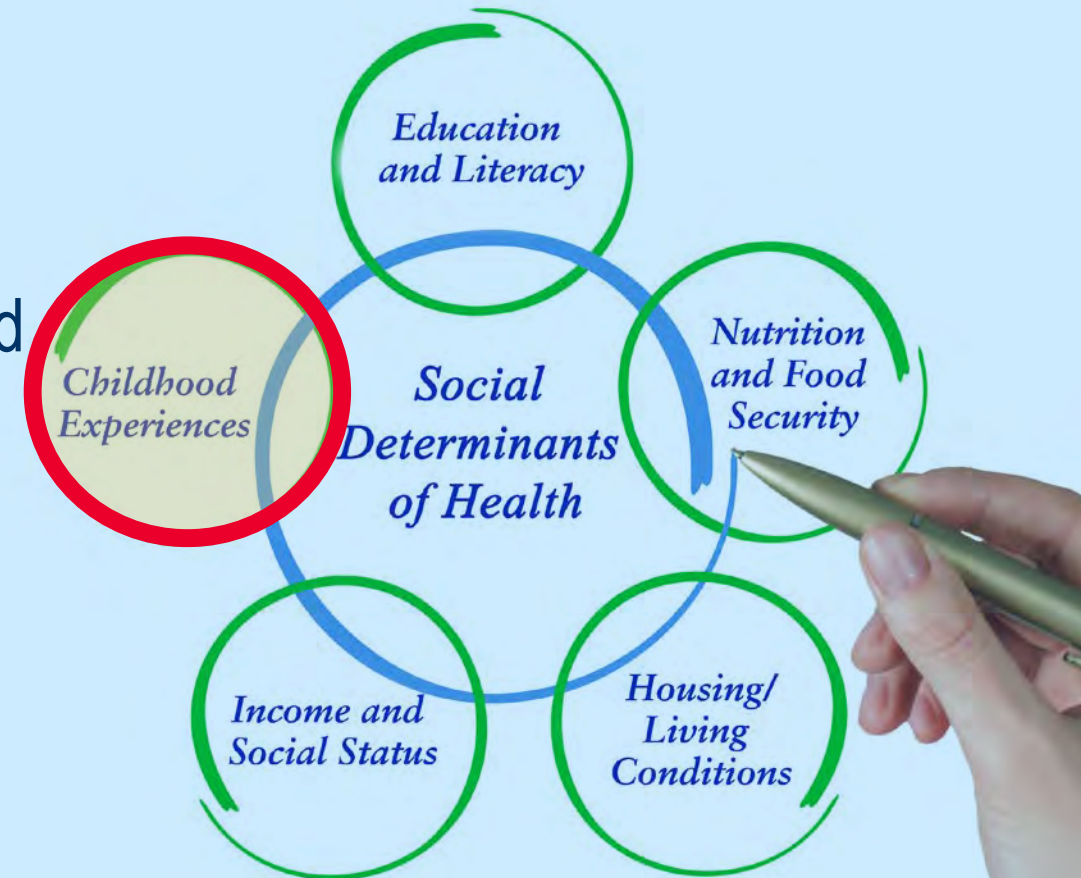 Education
and Literacy
d
Childhood
Experiences
Social
Determinants
of Health
Nutrition
and Food
Security
Income and
Social Status
Housing/
Living
Conditions